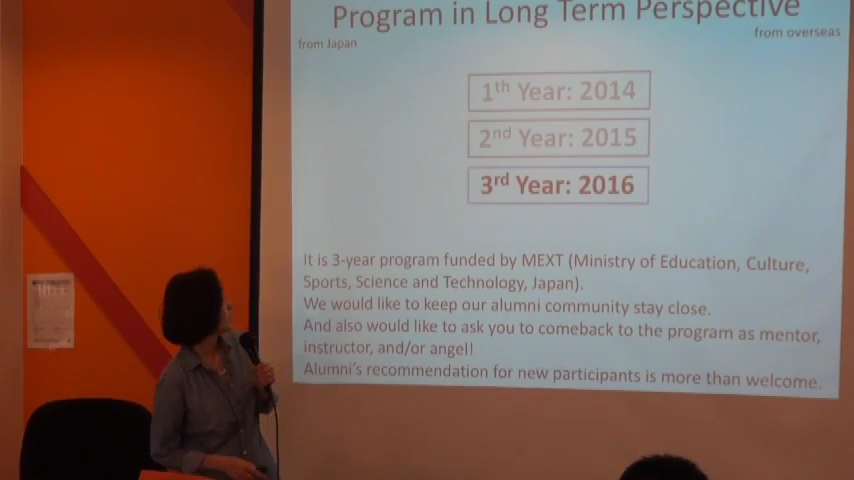 Program in Long Term Perspective
from Japan
from overseas
1th Year: 2014
2nd Year: 2015
3rd Year: 2016
It is 3-year program funded by MEXT (Ministry of Education, Culture,
Sports, Science and Technology, Japan).
We would like to keep our alumni community stay close.
And also would like to ask you to comeback to the program as mentor,
instructor, and/or angel!
Alumni's recommendation for new participants is more than welcome.